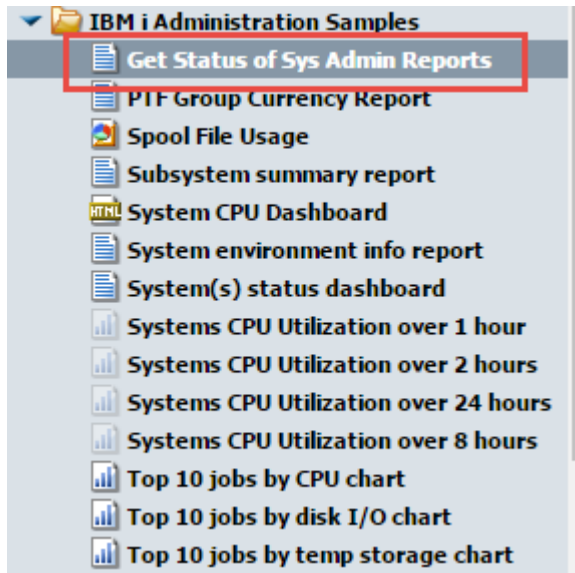 IBM i Administration Samples
Get Status of Sys Admin Reports
PTF Group Currency Report
Spool File Usage
Subsystem summary report
HTML System CPU Dashboard
System environment info report
System(s) status dashboard
Systems CPU Utilization over 1 hour
Systems CPU Utilization over 2 hours
Systems CPU Utilization over 24 hours
Systems CPU Utilization over 8 hours
Top 10 jobs by CPU chart
Top 10 jobs by disk I/O chart
Top 10 jobs by temp storage chart